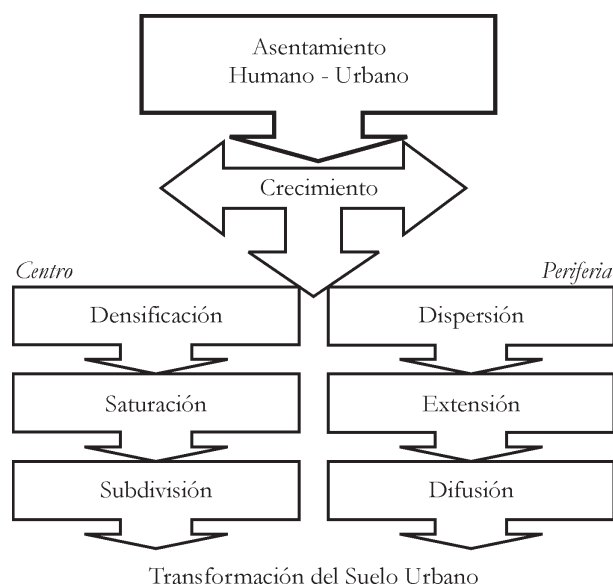 Asentamiento
Humano - Urbano
Crecimiento
Centro
Periferia
Densificación
Dispersión
Saturación
Extensión
Subdivisión
Difusión
Transformación del Suelo Urbano